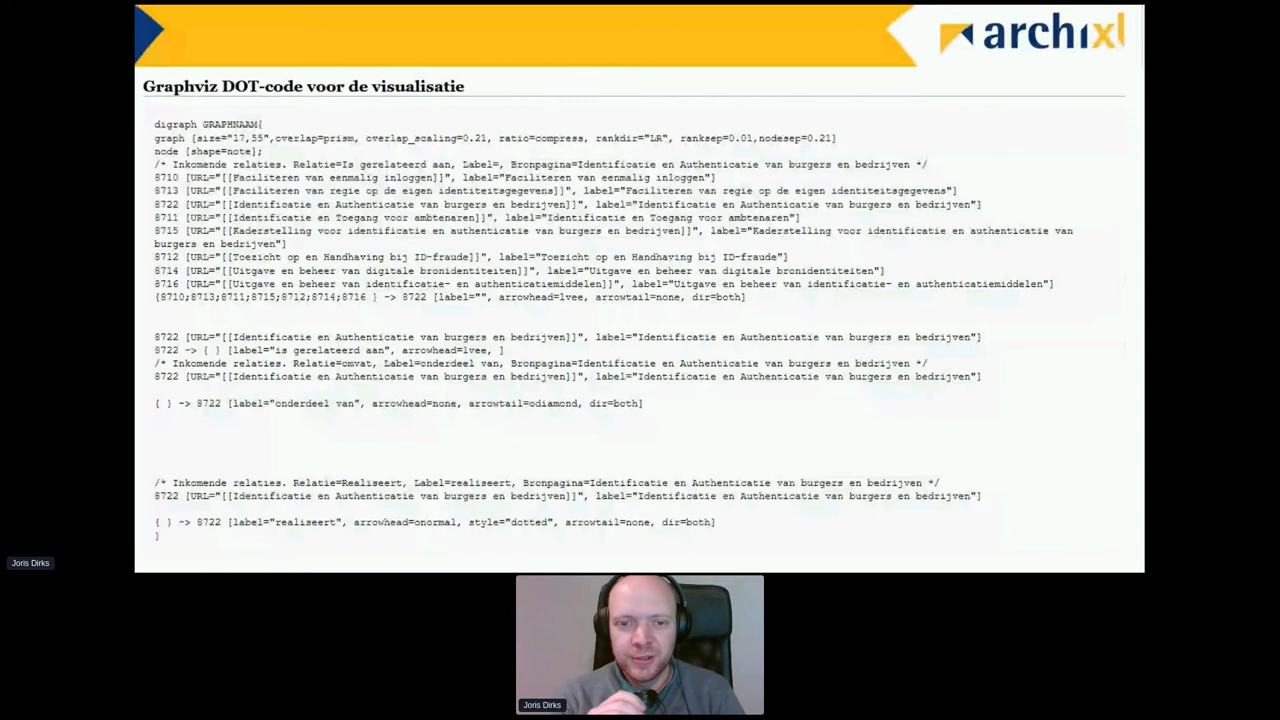 archixl
Graphviz DOT-code voor de visualisatie
digraph GRAPHNAAM{
graph [size="17,55",overlap=prism, overlap_scaling=0.21, ratio=compress, rankdir="LR", ranksep=0.01,nodesep=0.21]
node [shape=note];
/* Inkomende relaties. Relatie=Is gerelateerd aan, Label=, Bronpagina=Identificatie en Authenticatie van burgers en bedrijven */
8710 [URL="[[Faciliteren van eenmalig inloggen]]", label="Faciliteren van eenmalig inloggen"]
8713 [URL="[[Faciliteren van regie op de eigen identiteitsgegevens]]", label="Faciliteren van regie op de eigen identiteitsgegevens"]
8722 [URL="[[Identificatie en Authenticatie van burgers en bedrijven]]", label="Identificatie en Authenticatie van burgers en bedrijven"]
8711 [URL="[[Identificatie en Toegang voor ambtenaren]]", label="Identificatie en Toegang voor ambtenaren"]
8715 [URL="[[Kaderstelling voor identificatie en authenticatie van burgers en bedrijven]]", label="Kaderstelling voor identificatie en authenticatie van
burgers en bedrijven"]
8712 [URL="[[Toezicht op en Handhaving bij ID-fraude]]", label="Toezicht op en Handhaving bij ID-fraude"]
8714 [URL="[[Uitgave en beheer van digitale bronidentiteiten]]", label="Uitgave en beheer van digitale bronidentiteiten"]
8716 [URL="[[Uitgave en beheer van identificatie- en authenticatiemiddelen]]", label="Uitgave en beheer van identificatie- en authenticatiemiddelen"]
{8710;8713;8711;8715;8712;8714;8716 } -> 8722 [label="", arrowhead=lvee, arrowtail=none, dir=both]
8722 [URL="[[Identificatie en Authenticatie van burgers en bedrijven]]", label="Identificatie en Authenticatie van burgers en bedrijven"]
8722 -> { } [label="is gerelateerd aan", arrowhead=lvee, ]
/* Inkomende relaties. Relatie=omvat, Label=onderdeel van, Bronpagina=Identificatie en Authenticatie van burgers en bedrijven */
8722 [URL="[[Identificatie en Authenticatie van burgers en bedrijven]]", label="Identificatie en Authenticatie van burgers en bedrijven"]
{ } -> 8722 [label="onderdeel van", arrowhead=none, arrowtail=odiamond, dir=both]
/* Inkomende relaties. Relatie=Realiseert, Label=realiseert, Bronpagina=Identificatie en Authenticatie van burgers en bedrijven */
8722 [URL="[[Identificatie en Authenticatie van burgers en bedrijven]]", label="Identificatie en Authenticatie van burgers en bedrijven"]
{ } -> 8722 [label="realiseert", arrowhead=onormal, style="dotted", arrowtail=none, dir=both]
}
Joris Dirks
Joris Dirks